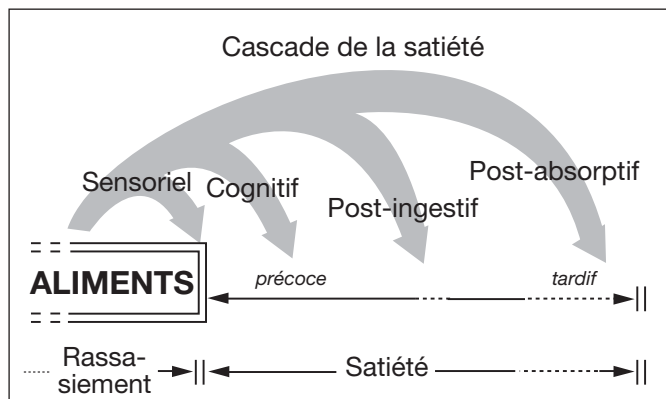 Cascade de la satiété
Sensoriel
Cognitif
Post-ingestif
Post-absorptif
ALIMENTS
précoce
tardif
Rassa-
siement
Satiété